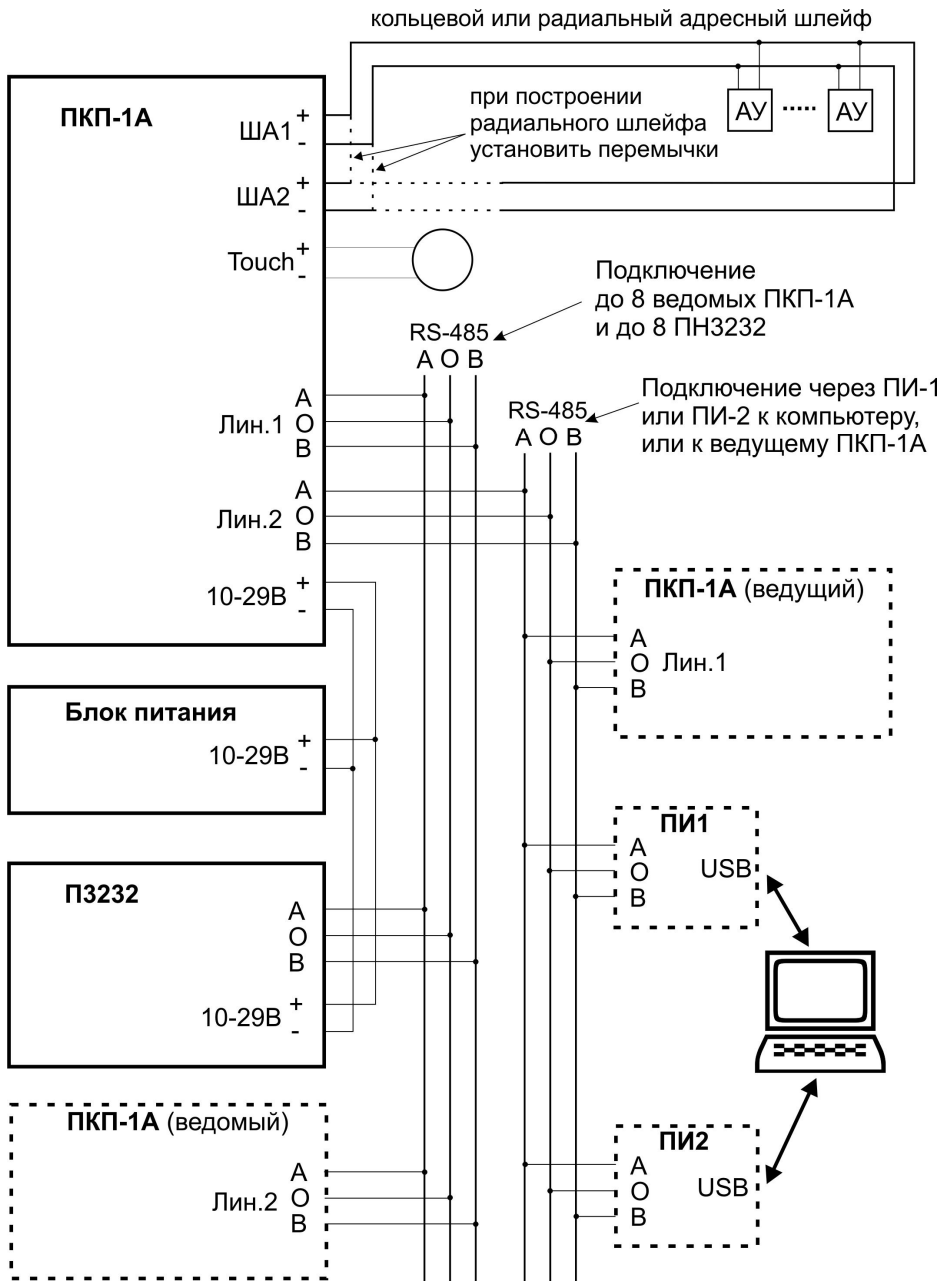 кольцевой или радиальный адресный шлейф
ПКП-1А
+
ША1
-
+
ША2
-
при построении
радиального шлейфа
установить перемычки
АУ ..... АУ
+
Touch
-
Подключение
до 8 ведомых ПКП-1А
и до 8 ПН3232
RS-485
А О В
Подключение через ПИ-1
или ПИ-2 к компьютеру,
или к ведущему ПКП-1А
RS-485
А О В
А
Лин.1 О
В
А
Лин.2 О
В
+
10-29В
-
ПКП-1А (ведущий)
А
О Лин.1
В
Блок питания
+
10-29В
-
ПИ1
А
О USB
В
П3232
А
О
В
+
10-29В
-
ПКП-1А (ведомый)
А
Лин.2 О
В
ПИ2
А
О USB
В